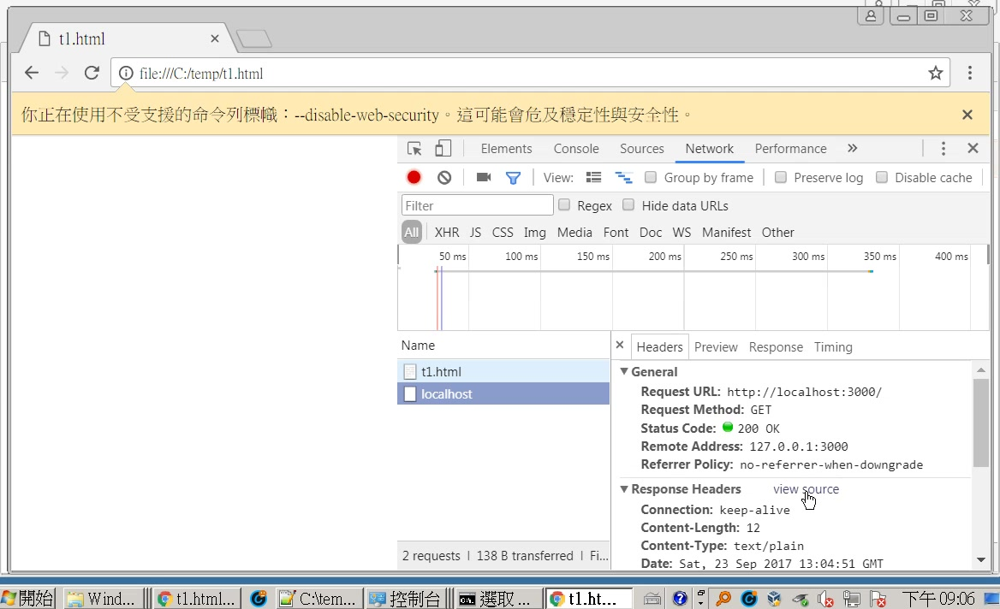 t1.html
file:///C:/temp/t1.html
你正在使用不受支援的命令列標幟：--disable-web-security。這可能會危及穩定性與安全性。
Elements Console Sources Network Performance »
View: Group by frame Preserve log Disable cache
Filter Regex Hide data URLs
All XHR JS CSS Img Media Font Doc WS Manifest Other
50 ms 100 ms 150 ms 200 ms 250 ms 300 ms 350 ms 400 ms
Name
t1.html
localhost
2 requests | 138 B transferred | Fi...
Headers Preview Response Timing
General
Request URL: http://localhost:3000/
Request Method: GET
Status Code: 200 OK
Remote Address: 127.0.0.1:3000
Referrer Policy: no-referrer-when-downgrade
Response Headers view source
Connection: keep-alive
Content-Length: 12
Content-Type: text/plain
Date: Sat, 23 Sep 2017 13:04:51 GMT
開始 Wind... t1.html... C:\tem... 控制台 選取 ... t1.ht... 下午 09:06